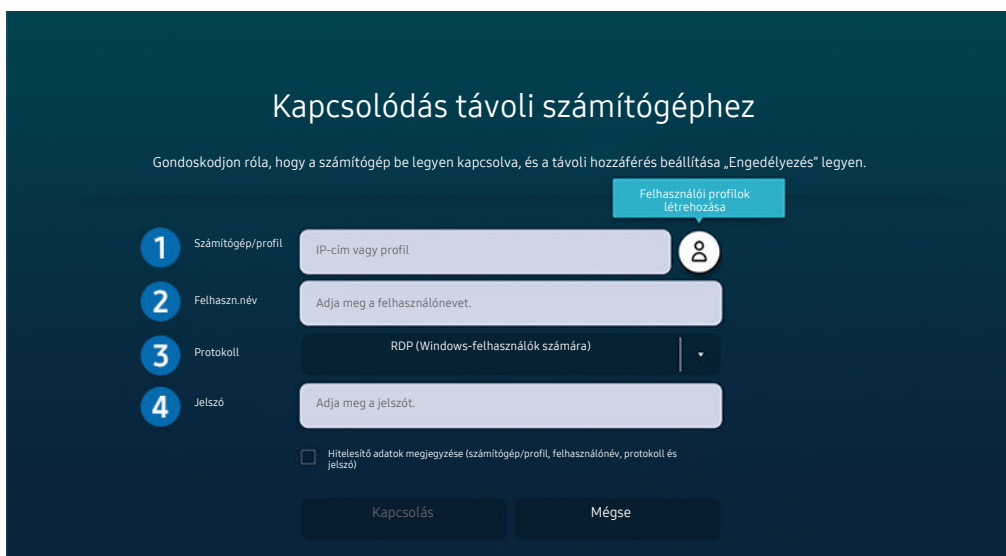 Kapcsolódás távoli számítógéphez
Gondoskodjon róla, hogy a számítógép be legyen kapcsolva, és a távoli hozzáférés beállítása „Engedélyezés” legyen.
Felhasználói profilok
létrehozása
1 Számítógép/profil IP-cím vagy profil
2 Felhaszn.név Adja meg a felhasználónevet.
3 Protokoll RDP (Windows-felhasználók számára)
4 Jelszó Adja meg a jelszót.
Hitelesítő adatok megjegyzése (számítógép/profil, felhasználónév, protokoll és
jelszó)
Kapcsolás Mégse